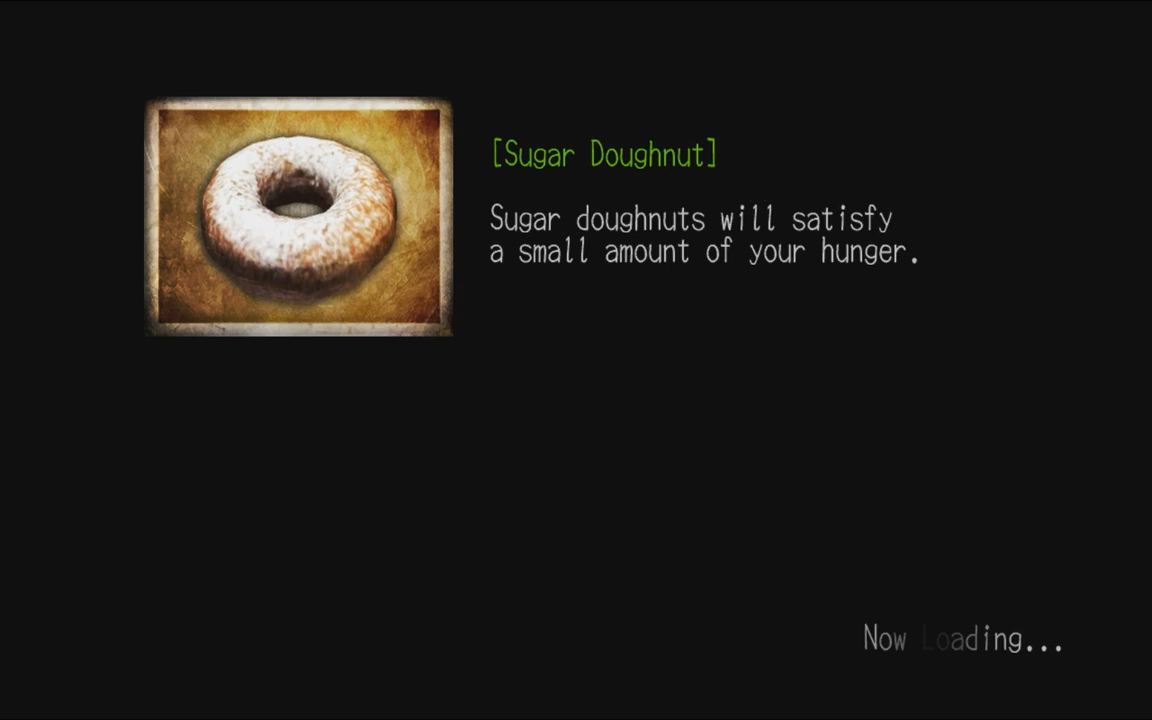 [Sugar Doughnut]
Sugar doughnuts will satisfy
a small amount of your hunger.
Now Loading...